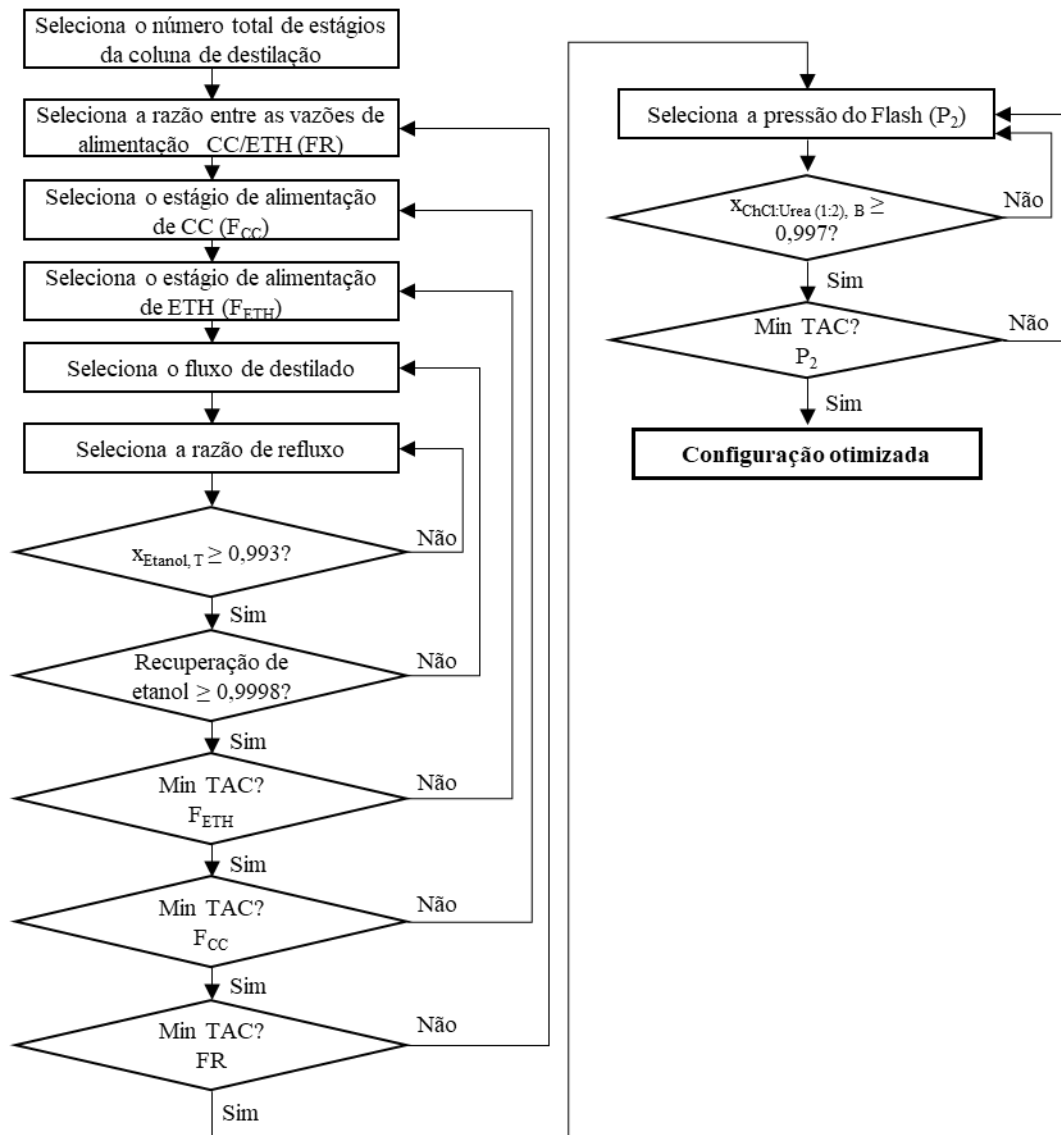 Seleciona o número total de estágios
da coluna de destilação
Seleciona a razão entre as vazões de
alimentação CC/ETH (FR)
Seleciona o estágio de alimentação
de CC (F_CC)
Seleciona o estágio de alimentação
de ETH (F_ETH)
Seleciona o fluxo de destilado
Seleciona a razão de refluxo
x_Etanol, T ≥ 0,993?
Não
Sim
Recuperação de
etanol ≥ 0,9998?
Não
Sim
Min TAC?
F_ETH
Não
Sim
Min TAC?
F_CC
Não
Sim
Min TAC?
FR
Não
Sim
Seleciona a pressão do Flash (P_2)
x_ChCl:Urea (1:2), B ≥
0,997?
Não
Sim
Min TAC?
P_2
Não
Sim
Configuração otimizada